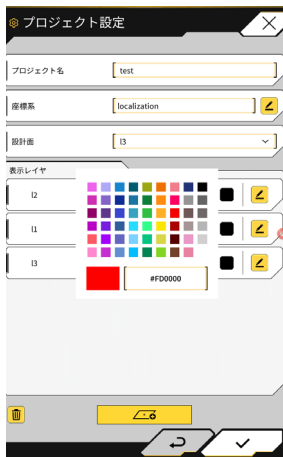 プロジェクト設定
プロジェクト名
test
座標系
localization
設計面
l3
表示レイヤ
l2
l1
l3
#FD0000